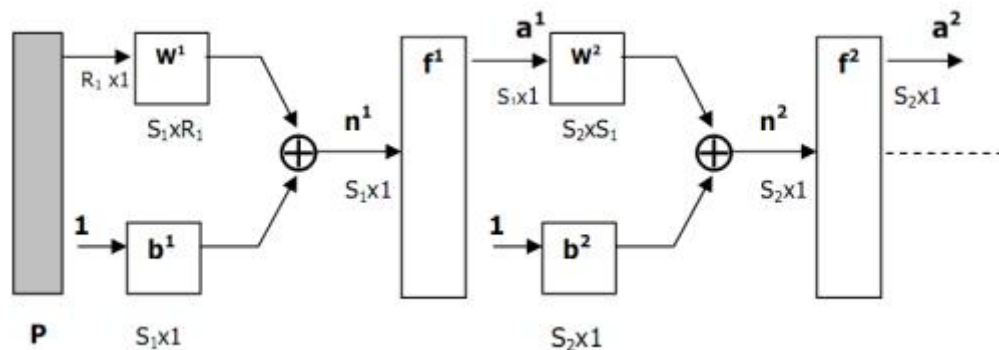 a¹ a²
W¹ f¹ W² f²
R₁ x1 S₁x1 S₂x1
S₁xR₁ n¹ S₂xS₁ n²
S₁x1 S₂x1
1 b¹ 1 b²
P S₁x1 S₂x1